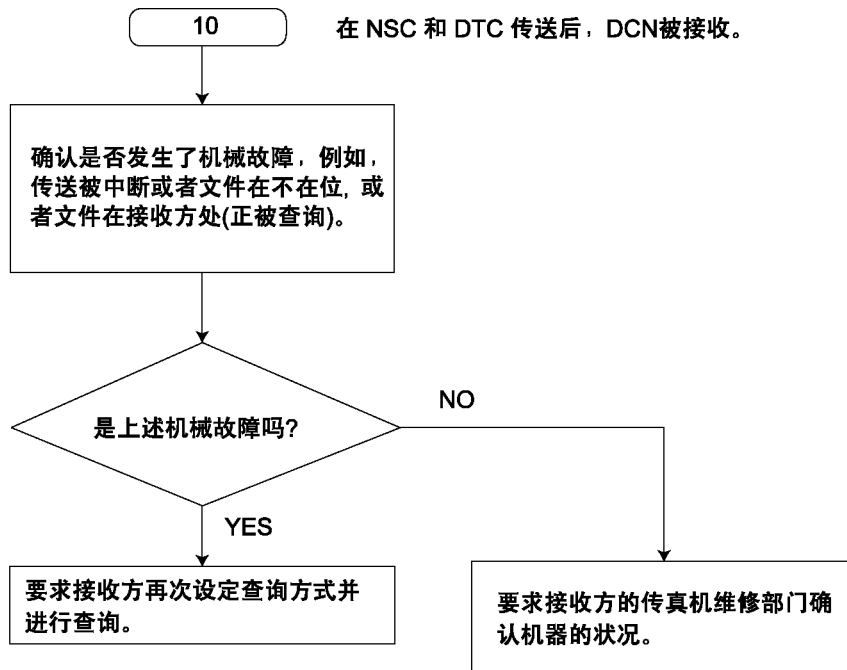 10
在 NSC 和 DTC 传送后，DCN被接收。
确认是否发生了机械故障，例如，
传送被中断或者文件在不在位, 或
者文件在接收方处(正被查询)。
是上述机械故障吗?
NO
YES
要求接收方再次设定查询方式并
进行查询。
要求接收方的传真机维修部门确
认机器的状况。